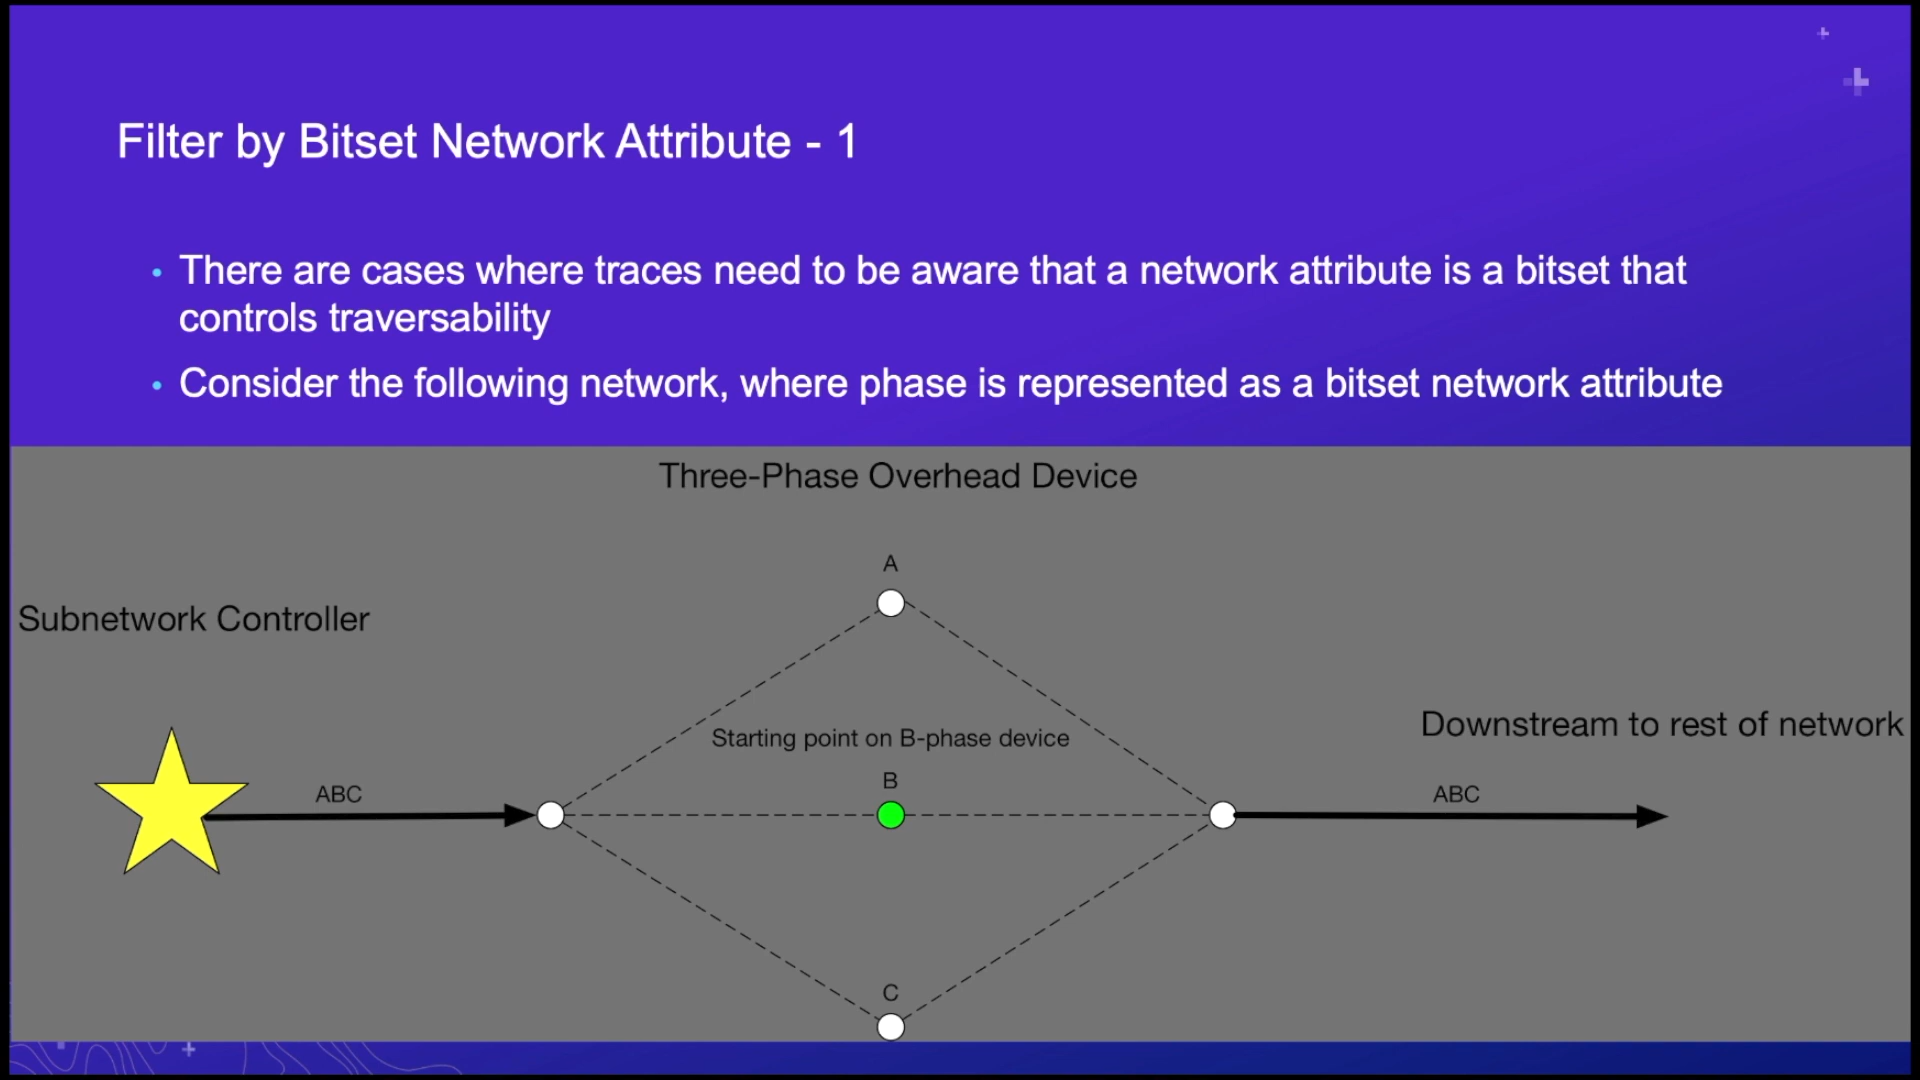 Filter by Bitset Network Attribute - 1
• There are cases where traces need to be aware that a network attribute is a bitset that
controls traversability
• Consider the following network, where phase is represented as a bitset network attribute
Three-Phase Overhead Device
A
Subnetwork Controller
Downstream to rest of network
Starting point on B-phase device
B
ABC
ABC
C